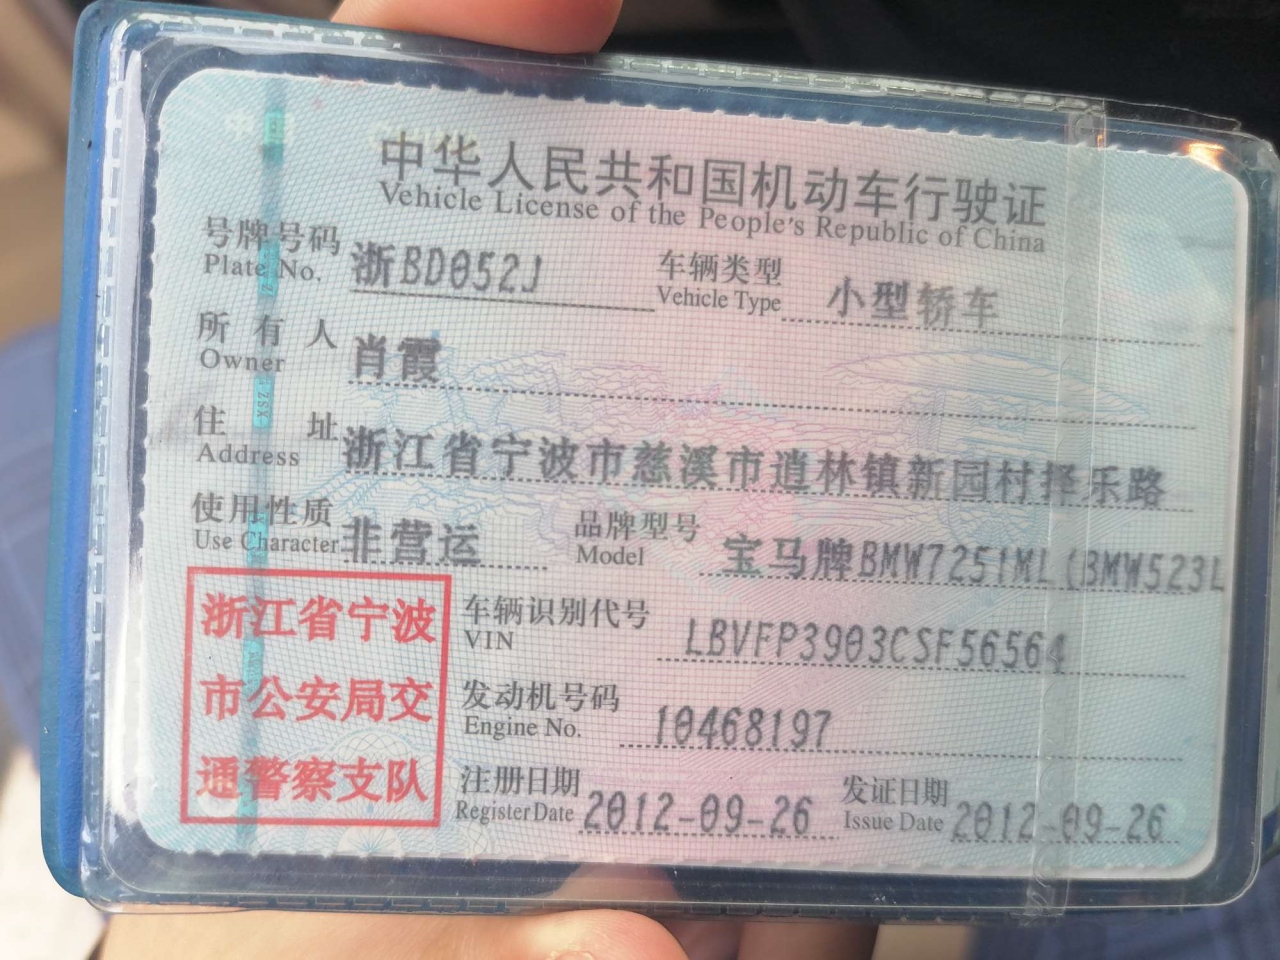 中华人民共和国机动车行驶证
Vehicle License of the People's Republic of China
号牌号码 浙BD052J 车辆类型 小型轿车
Plate No. Vehicle Type
所有人 肖霞
Owner
住址 浙江省宁波市慈溪市逍林镇新园村择乐路
Address
使用性质 非营运 品牌型号 宝马牌BMW7251ML(BMW523L
Use Character Model
浙江省宁波
市公安局交
通警察支队
车辆识别代号 LBVFP3903CSF56564
VIN
发动机号码 10468197
Engine No.
注册日期 2012-09-26 发证日期 2012-09-26
Register Date Issue Date